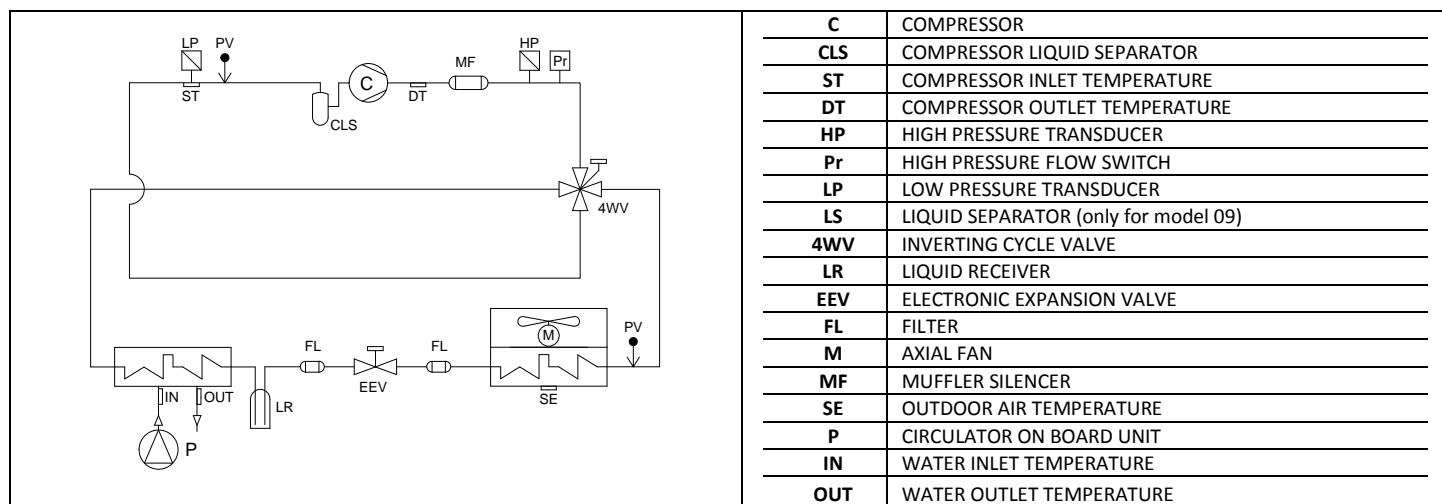 LP PV HP Pr
MF
C
ST DT
CLS
4WV
PV
M
FL FL
EEV
SE
IN OUT
LR
P
C COMPRESSOR
CLS COMPRESSOR LIQUID SEPARATOR
ST COMPRESSOR INLET TEMPERATURE
DT COMPRESSOR OUTLET TEMPERATURE
HP HIGH PRESSURE TRANSDUCER
Pr HIGH PRESSURE FLOW SWITCH
LP LOW PRESSURE TRANSDUCER
LS LIQUID SEPARATOR (only for model 09)
4WV INVERTING CYCLE VALVE
LR LIQUID RECEIVER
EEV ELECTRONIC EXPANSION VALVE
FL FILTER
M AXIAL FAN
MF MUFFLER SILENCER
SE OUTDOOR AIR TEMPERATURE
P CIRCULATOR ON BOARD UNIT
IN WATER INLET TEMPERATURE
OUT WATER OUTLET TEMPERATURE